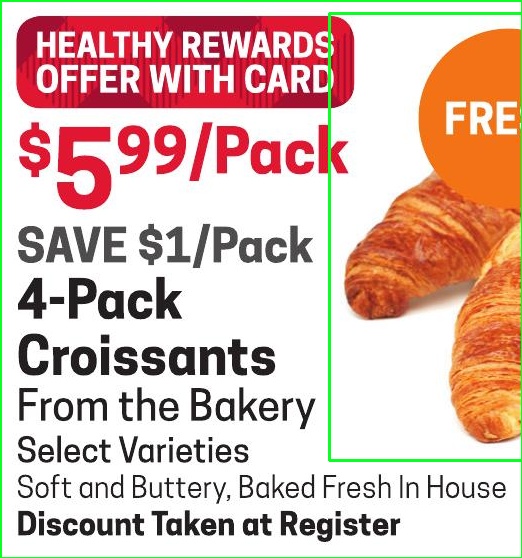 HEALTHY REWARDS
OFFER WITH CARD
$5.99/Pack
SAVE $1/Pack
4-Pack
Croissants
From the Bakery
Select Varieties
Soft and Buttery, Baked Fresh In House
Discount Taken at Register
FRE